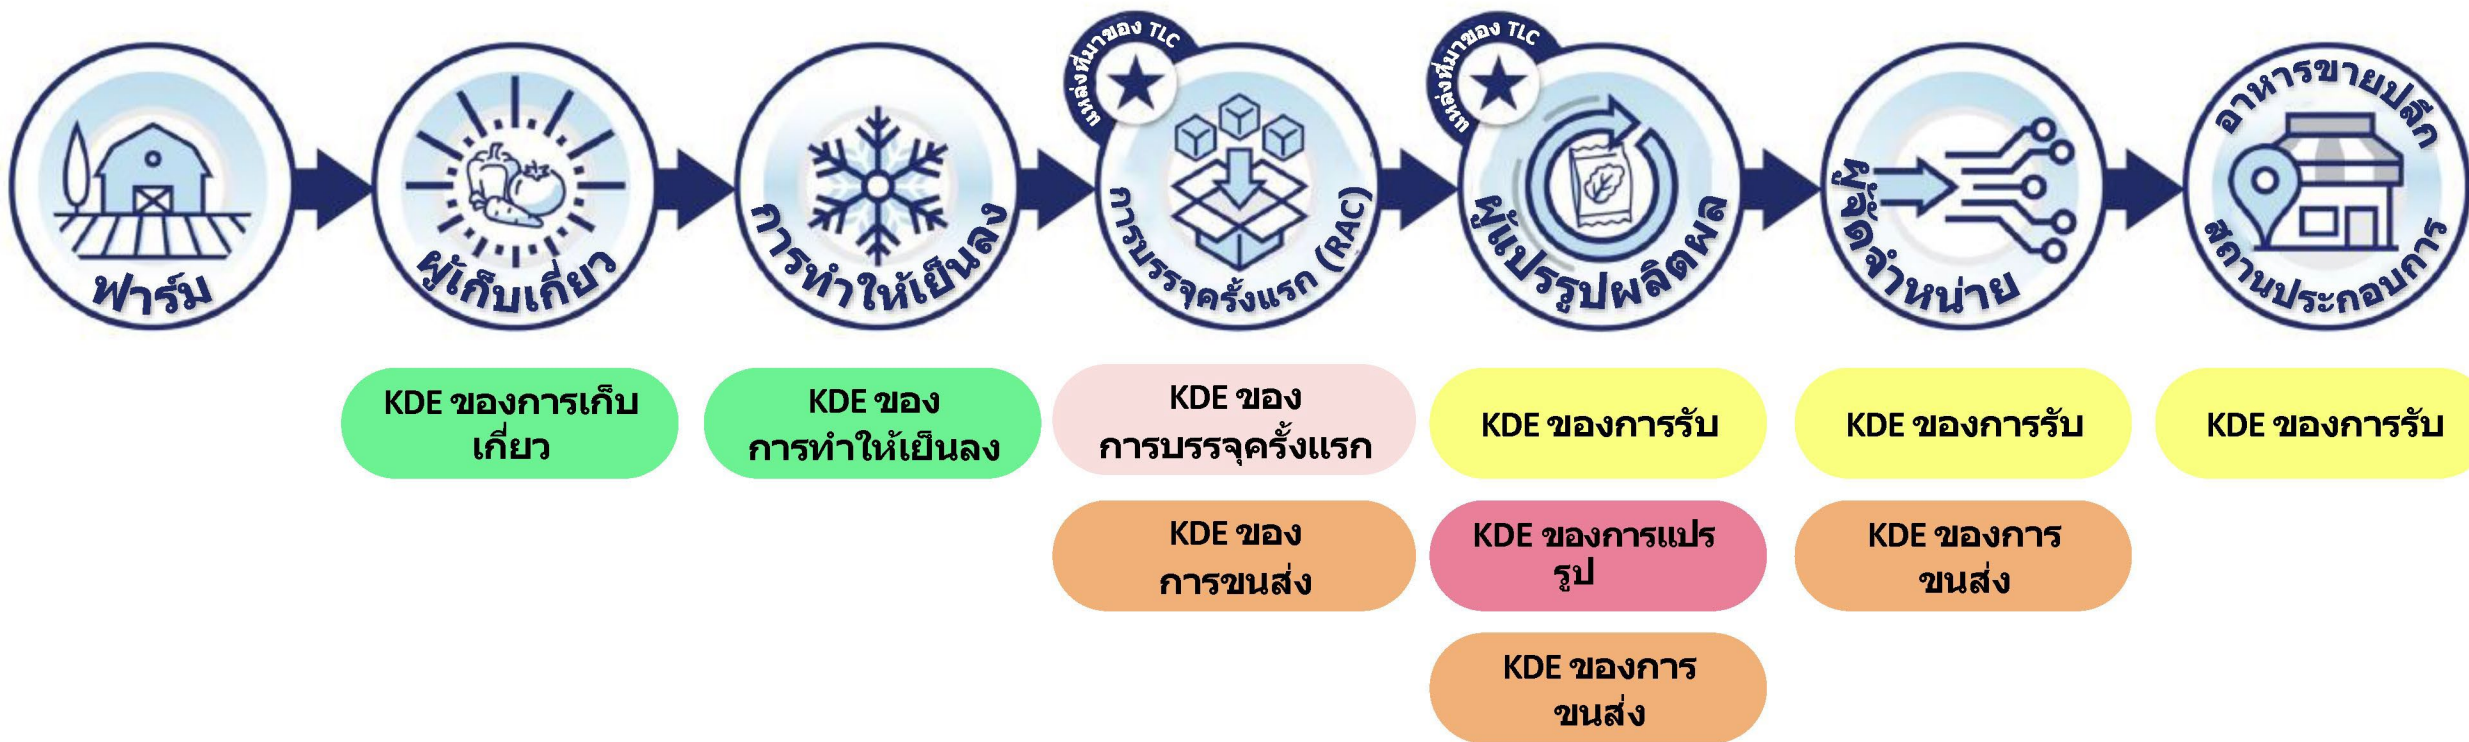 แหล่งที่มาของ TLC
แหล่งที่มาของ TLC
ฟาร์ม
ผู้เก็บเกี่ยว
การทำให้เย็นลง
การบรรจุครั้งแรก (RAC)
ผู้แปรรูปผลิตผล
ผู้จัดจำหน่าย
อาหารขายปลีก
สถานประกอบการ
KDE ของการเก็บ
เกี่ยว
KDE ของ
การทำให้เย็นลง
KDE ของ
การบรรจุครั้งแรก
KDE ของการรับ
KDE ของการรับ
KDE ของการรับ
KDE ของ
การขนส่ง
KDE ของการแปร
รูป
KDE ของการ
ขนส่ง
KDE ของการ
ขนส่ง